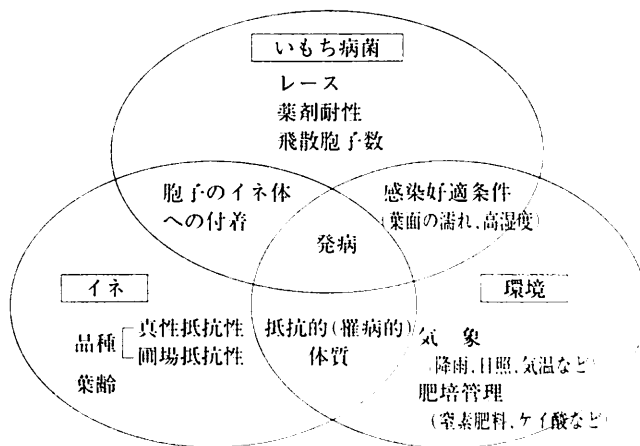 いもち病菌
レース
薬剤耐性
飛散胞子数
胞子のイネ体
への付着
感染好適条件
(葉面の濡れ,高湿度)
発病
イネ
品種
真性抵抗性
圃場抵抗性
葉齢
抵抗的(罹病的)
体質
環境
気 象
(降雨,日照,気温など)
肥培管理
(窒素肥料,ケイ酸など)